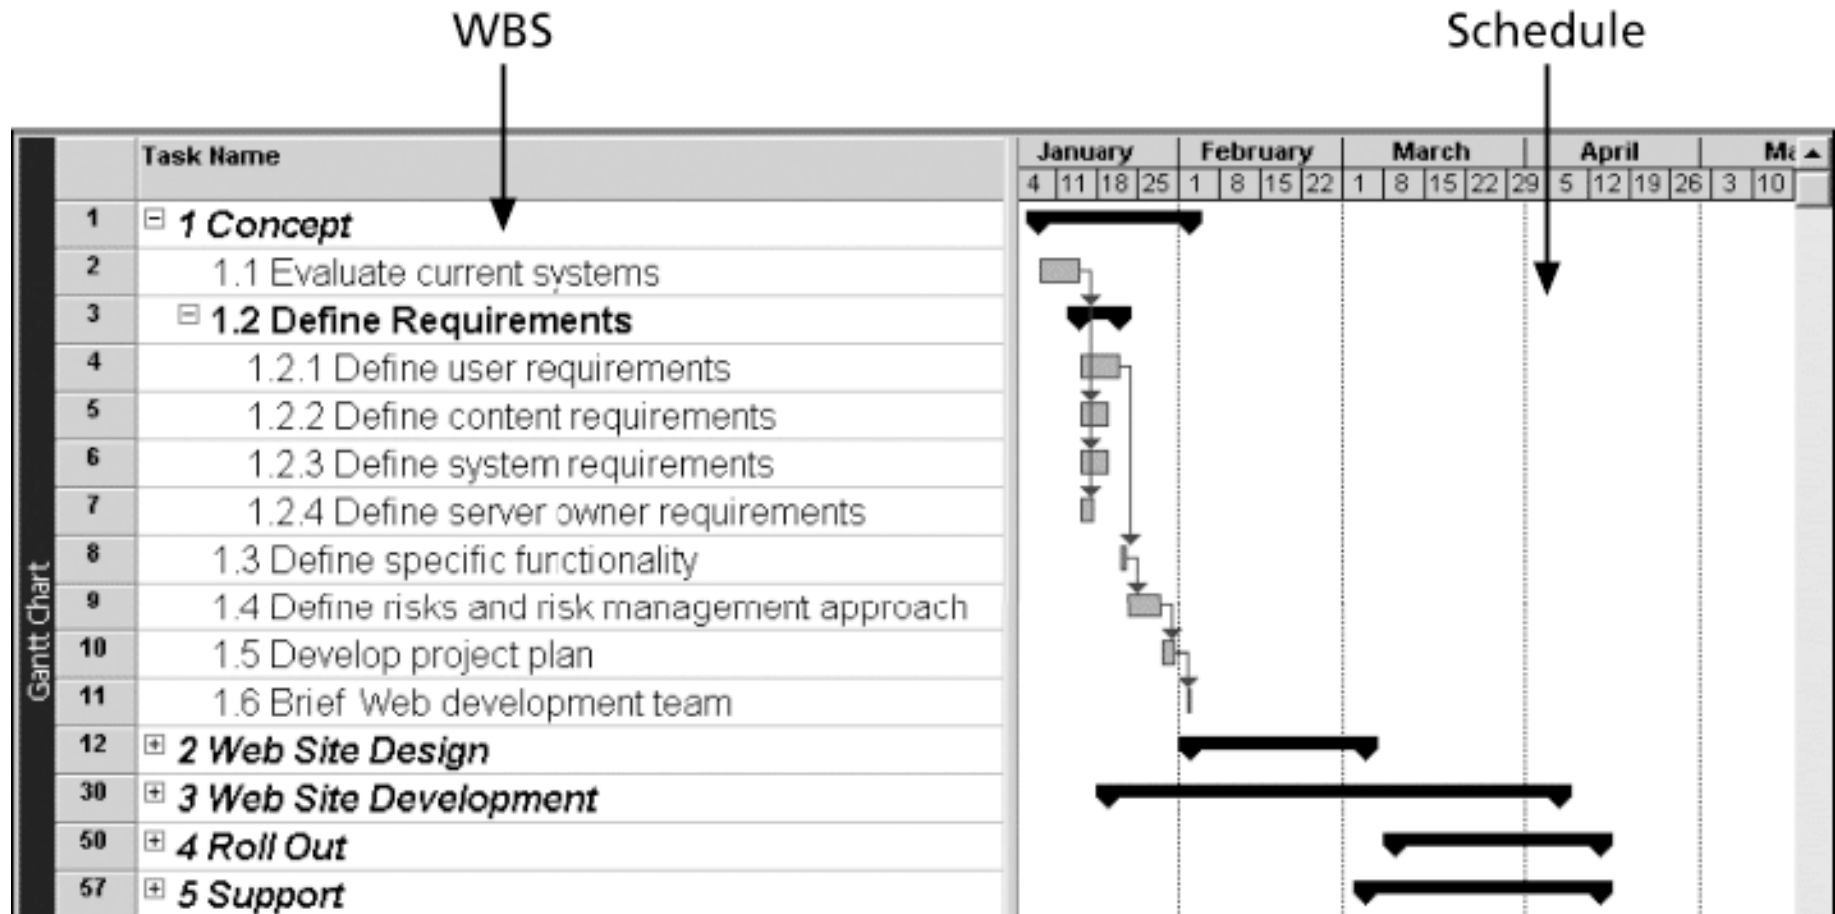 WBS Schedule
Task Name January February March April Ma
4 11 18 25 1 8 15 22 1 8 15 22 29 5 12 19 26 3 10
1 1 Concept
2 1.1 Evaluate current systems
3 1.2 Define Requirements
4 1.2.1 Define user requirements
5 1.2.2 Define content requirements
6 1.2.3 Define system requirements
7 1.2.4 Define server owner requirements
8 1.3 Define specific functionality
9 1.4 Define risks and risk management approach
10 1.5 Develop project plan
11 1.6 Brief Web development team
12 2 Web Site Design
30 3 Web Site Development
50 4 Roll Out
57 5 Support
Gantt Chart